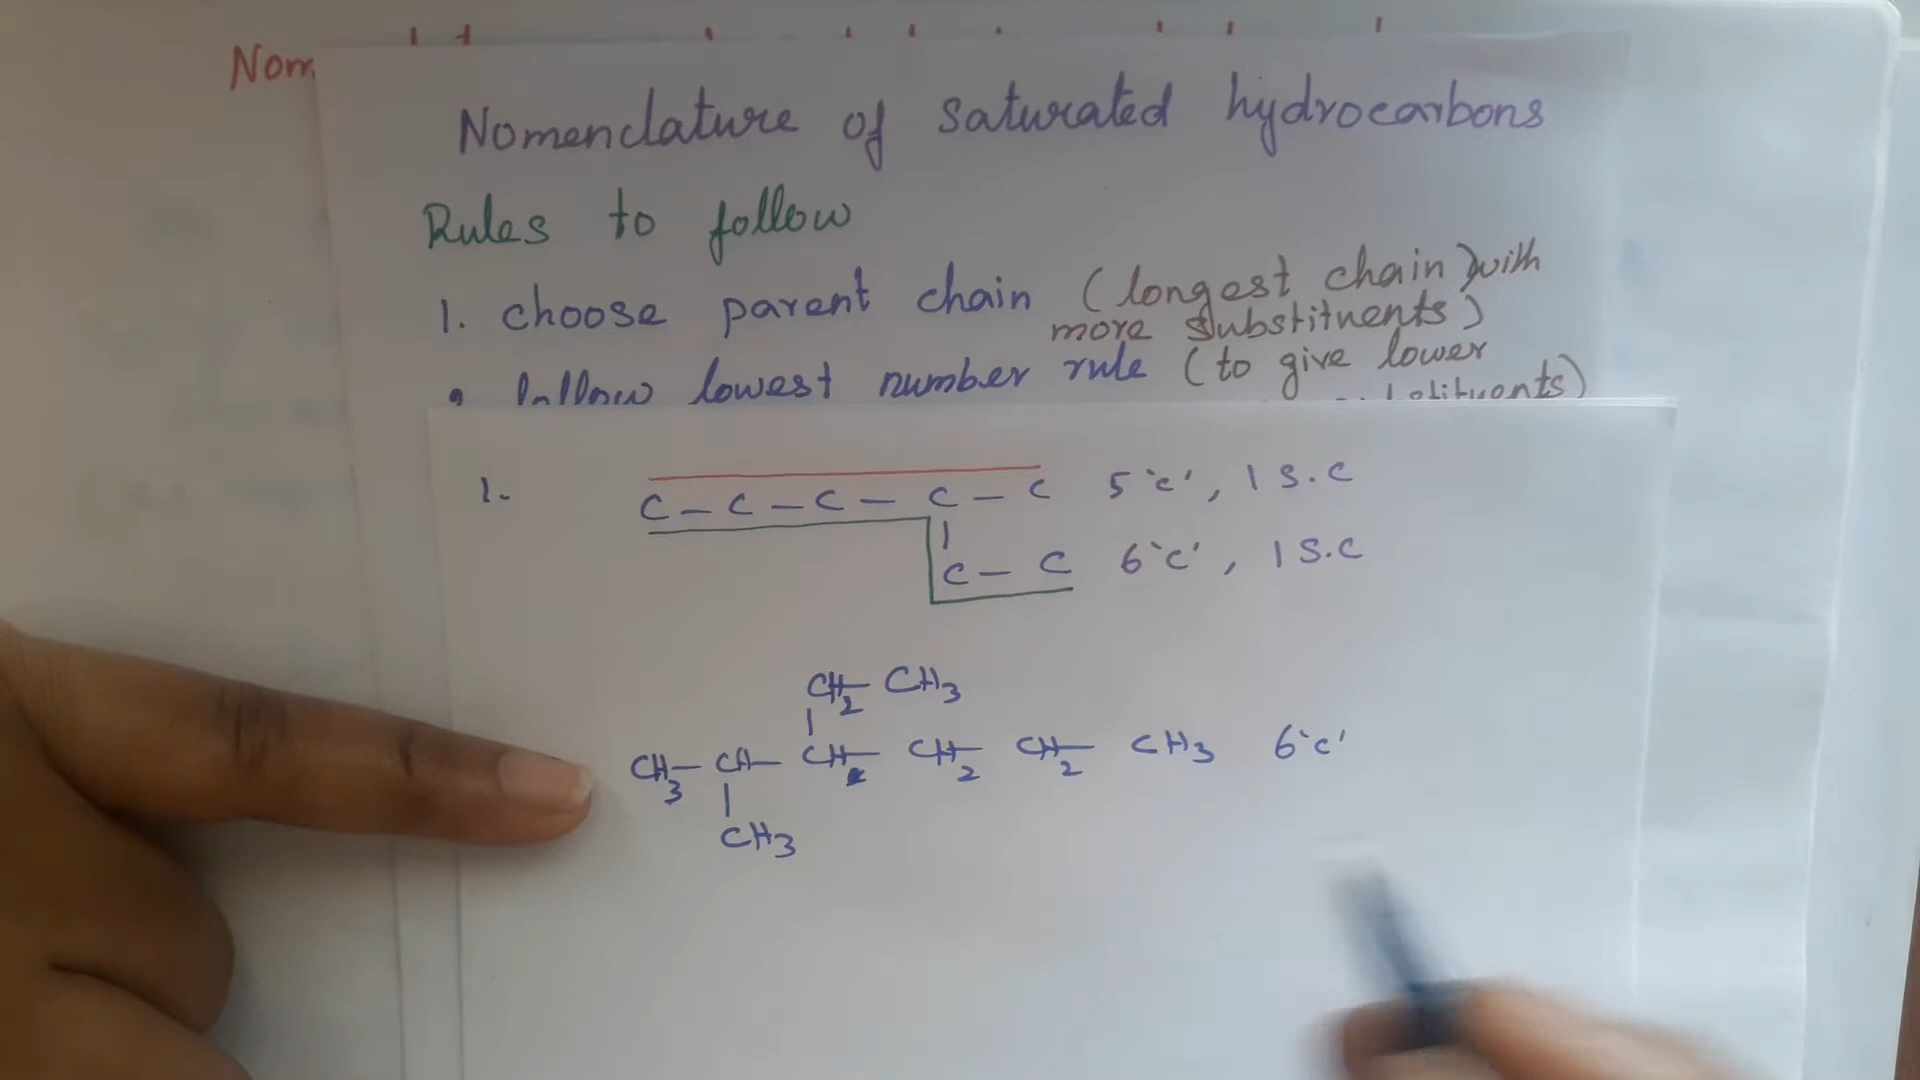 Nom
Nomenclature of saturated hydrocarbons
Rules to follow
1. choose parent chain (longest chain) with
more substituents)
follow lowest number rule (to give lower
1. C - C - C - C - C 5 'c', 1 S.C
|
C - C 6 'c', 1 S.C
CH2 - CH3
|
CH3 - CH - CH - CH2 - CH2 - CH3 6 'c'
|
CH3